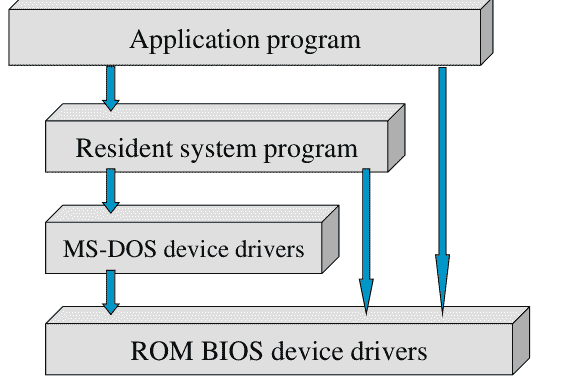 Application program
Resident system program
MS-DOS device drivers
ROM BIOS device drivers